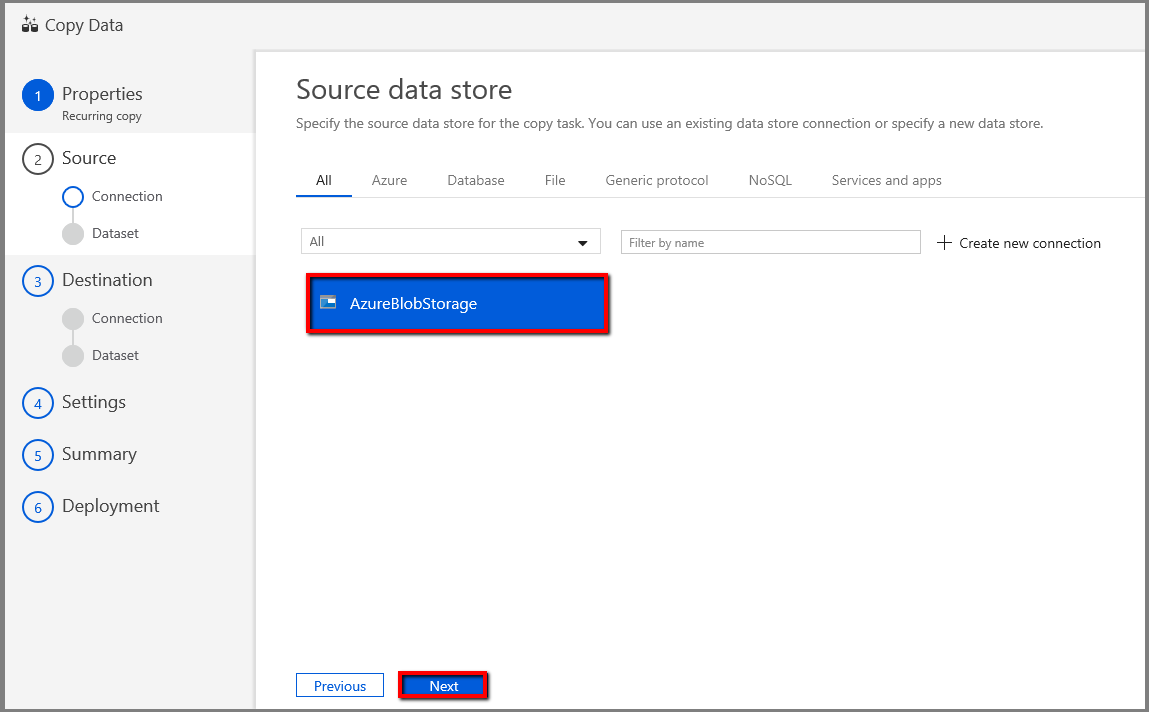 Copy Data
1 Properties
Recurring copy
2 Source
Connection
Dataset
3 Destination
Connection
Dataset
4 Settings
5 Summary
6 Deployment
Source data store
Specify the source data store for the copy task. You can use an existing data store connection or specify a new data store.
All Azure Database File Generic protocol NoSQL Services and apps
All Filter by name + Create new connection
AzureBlobStorage
Previous Next